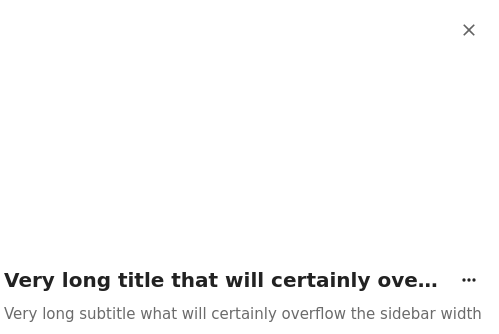 Very long title that will certainly ove…
Very long subtitle what will certainly overflow the sidebar width